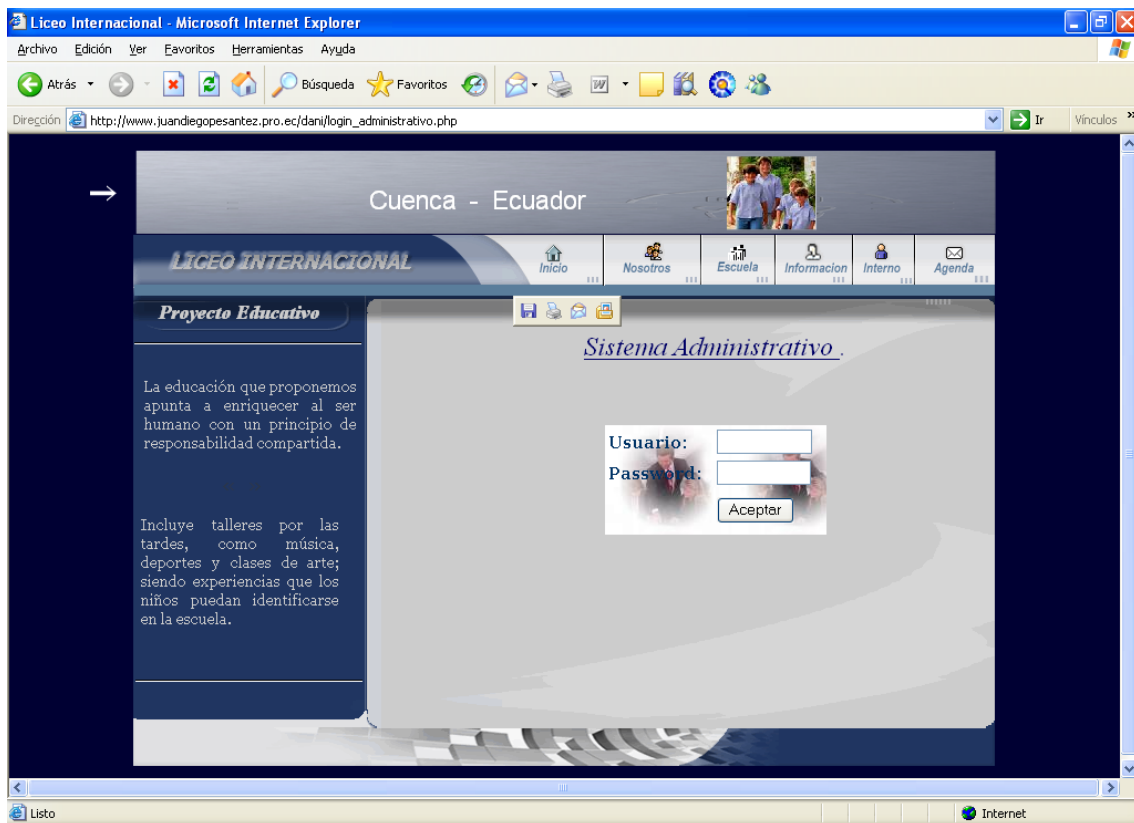 Liceo Internacional - Microsoft Internet Explorer
Archivo Edición Ver Favoritos Herramientas Ayuda
Atrás Búsqueda Favoritos
Dirección http://www.juandiegopesantez.pro.ec/dani/login_administrativo.php Ir Vínculos »
Cuenca - Ecuador
LICEO INTERNACIONAL
Inicio Nosotros Escuela Informacion Interno Agenda
Proyecto Educativo
Sistema Administrativo .
La educación que proponemos
apunta a enriquecer al ser
humano con un principio de
responsabilidad compartida.
Usuario:
Password:
Aceptar
Incluye talleres por las
tardes, como música,
deportes y clases de arte;
siendo experiencias que los
niños puedan identificarse
en la escuela.
Listo Internet